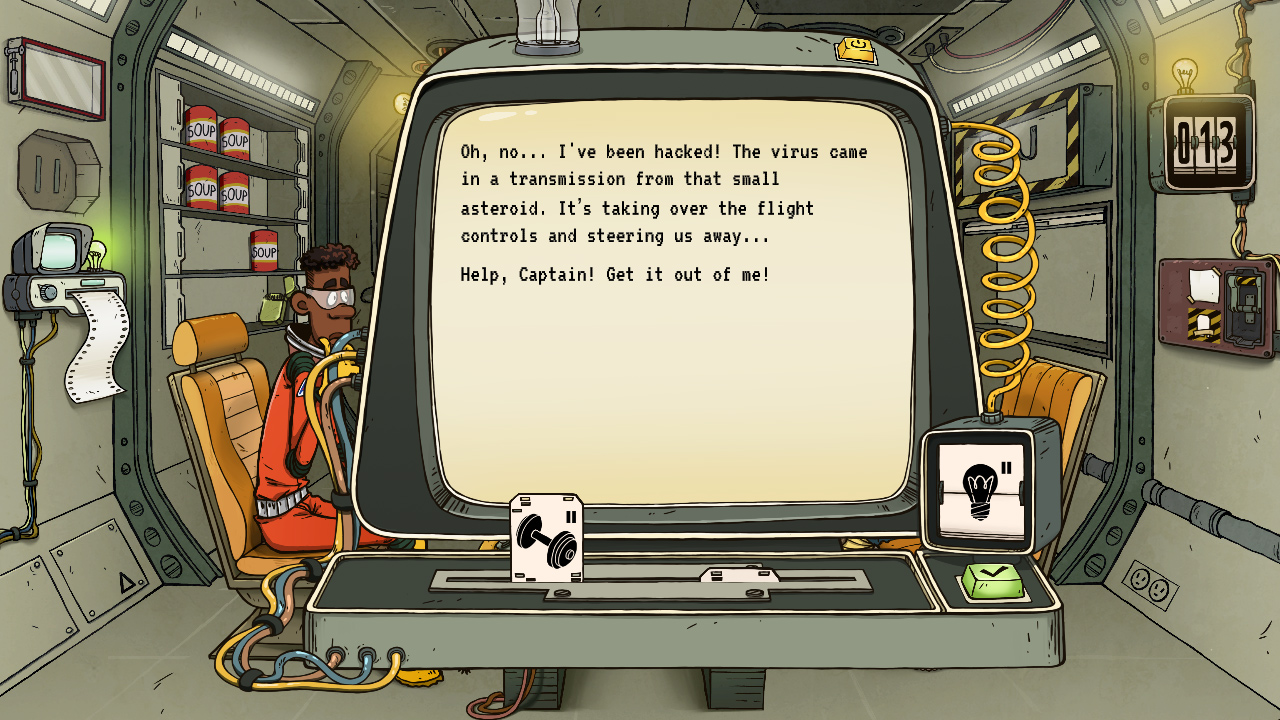 Oh, no... I've been hacked! The virus came
in a transmission from that small
asteroid. It's taking over the flight
controls and steering us away...
Help, Captain! Get it out of me!
SOUP SOUP
SOUP SOUP
SOUP
013